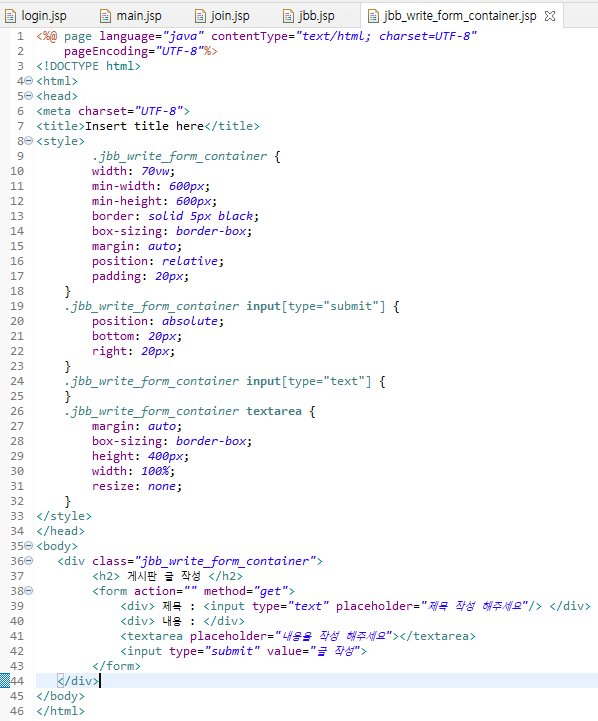 login.jsp main.jsp join.jsp jbb.jsp jbb_write_form_container.jsp
1 <%@ page language="java" contentType="text/html; charset=UTF-8"
2     pageEncoding="UTF-8"%>
3 <!DOCTYPE html>
4 <html>
5 <head>
6 <meta charset="UTF-8">
7 <title>Insert title here</title>
8 <style>
9         .jbb_write_form_container {
10         width: 70vw;
11         min-width: 600px;
12         min-height: 600px;
13         border: solid 5px black;
14         box-sizing: border-box;
15         margin: auto;
16         position: relative;
17         padding: 20px;
18     }
19     .jbb_write_form_container input[type="submit"] {
20         position: absolute;
21         bottom: 20px;
22         right: 20px;
23     }
24     .jbb_write_form_container input[type="text"] {
25     }
26     .jbb_write_form_container textarea {
27         margin: auto;
28         box-sizing: border-box;
29         height: 400px;
30         width: 100%;
31         resize: none;
32     }
33 </style>
34 </head>
35 <body>
36    <div class="jbb_write_form_container">
37         <h2> 게시판 글 작성 </h2>
38         <form action="" method="get">
39             <div> 제목 : <input type="text" placeholder="제목 작성 해주세요"/> </div>
40             <div> 내용 : </div>
41             <textarea placeholder="내용을 작성 해주세요"></textarea>
42             <input type="submit" value="글 작성">
43         </form>
44    </div>
45 </body>
46 </html>